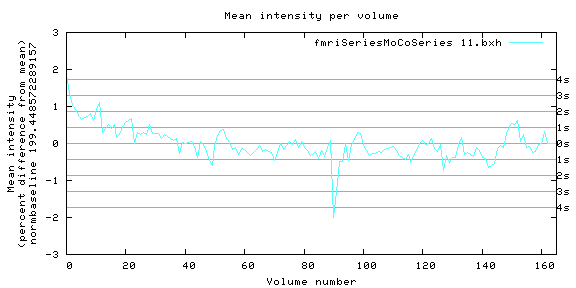 Mean intensity per volume
fmriSeriesMoCoSeries 11.bxh
Mean intensity
(percent difference from mean)
normbaseline 199.448572289157
3
2
1
0
-1
-2
-3
4s
3s
2s
1s
0s
1s
2s
3s
4s
0 20 40 60 80 100 120 140 160
Volume number